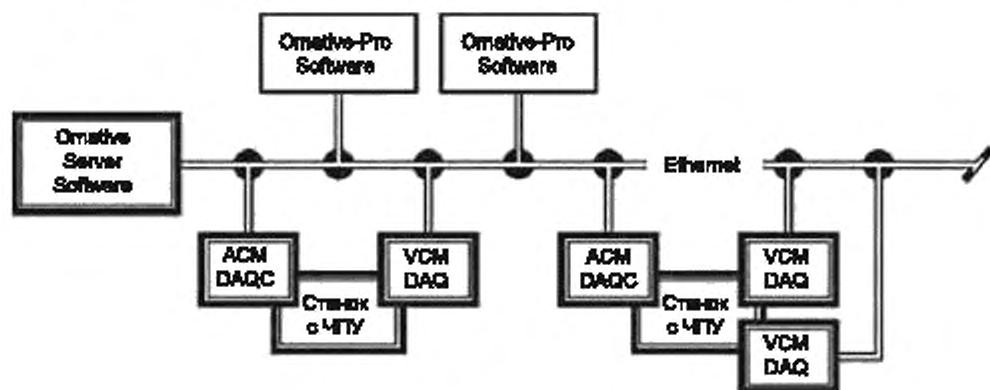 Omative-Pro
Software
Omative-Pro
Software
Omative
Server
Software
Ethernet
ACM
DAQC
VCM
DAQ
Станок
с ЧПУ
ACM
DAQC
VCM
DAQ
Станок
с ЧПУ
VCM
DAQ